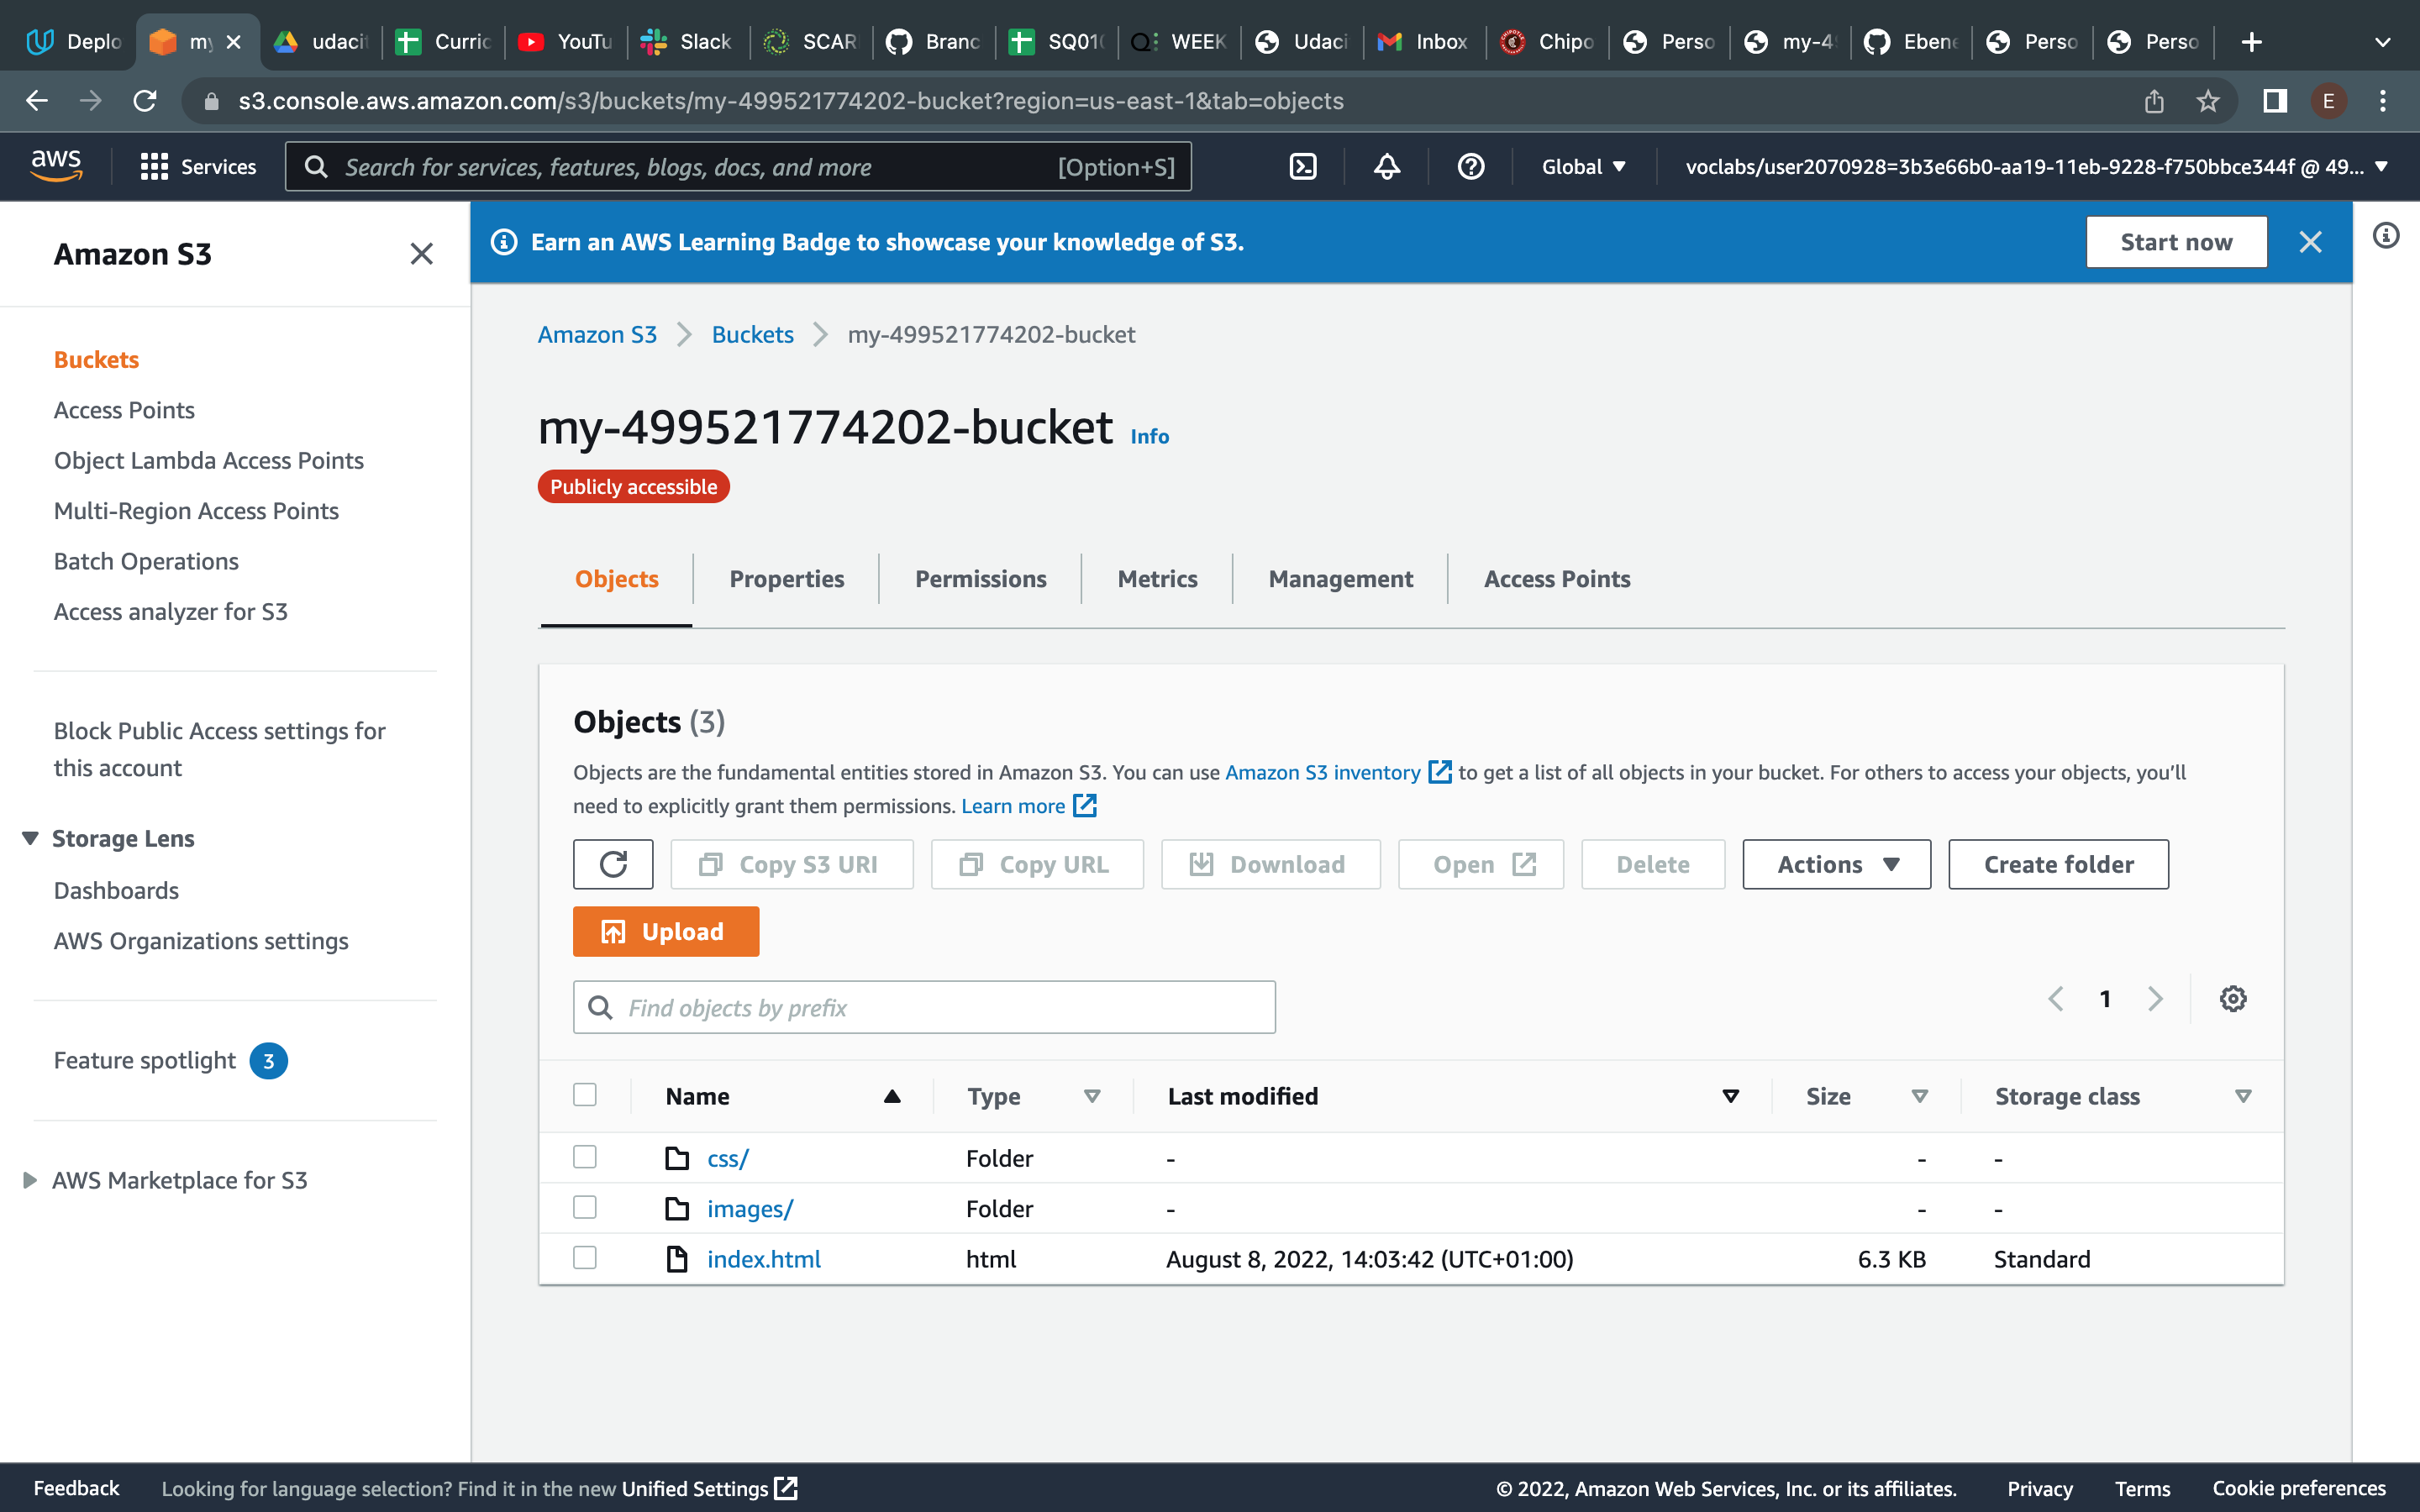 Deplo
my
udacit
Curric
YouTu
Slack
SCAR
Branc
SQ01
WEEK
Udaci
Inbox
Chipo
Perso
my-4
Ebene
Perso
Perso
s3.console.aws.amazon.com/s3/buckets/my-499521774202-bucket?region=us-east-1&tab=objects
E
aws
Services
Search for services, features, blogs, docs, and more
[Option+S]
Global
voclabs/user2070928=3b3e66b0-aa19-11eb-9228-f750bbce344f @ 49...
Amazon S3
Buckets
Access Points
Object Lambda Access Points
Multi-Region Access Points
Batch Operations
Access analyzer for S3
Block Public Access settings for
this account
Storage Lens
Dashboards
AWS Organizations settings
Feature spotlight 3
AWS Marketplace for S3
Earn an AWS Learning Badge to showcase your knowledge of S3.
Start now
Amazon S3 > Buckets > my-499521774202-bucket
my-499521774202-bucket Info
Publicly accessible
Objects
Properties
Permissions
Metrics
Management
Access Points
Objects (3)
Objects are the fundamental entities stored in Amazon S3. You can use Amazon S3 inventory to get a list of all objects in your bucket. For others to access your objects, you'll
need to explicitly grant them permissions. Learn more
Copy S3 URI
Copy URL
Download
Open
Delete
Actions
Create folder
Upload
Find objects by prefix
1
Name Type Last modified Size Storage class
css/ Folder - - -
images/ Folder - - -
index.html html August 8, 2022, 14:03:42 (UTC+01:00) 6.3 KB Standard
Feedback
Looking for language selection? Find it in the new Unified Settings
© 2022, Amazon Web Services, Inc. or its affiliates.
Privacy
Terms
Cookie preferences